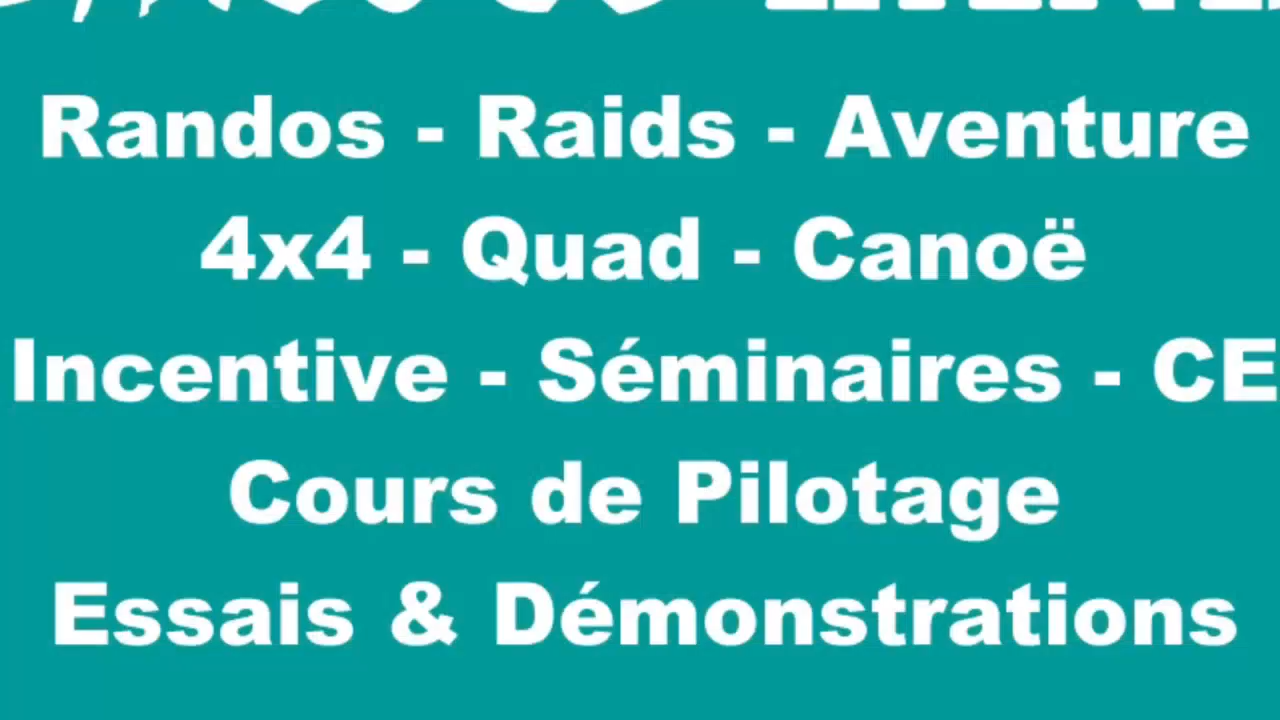 Randos - Raids - Aventure
4x4 - Quad - Canoë
Incentive - Séminaires - CE
Cours de Pilotage
Essais & Démonstrations